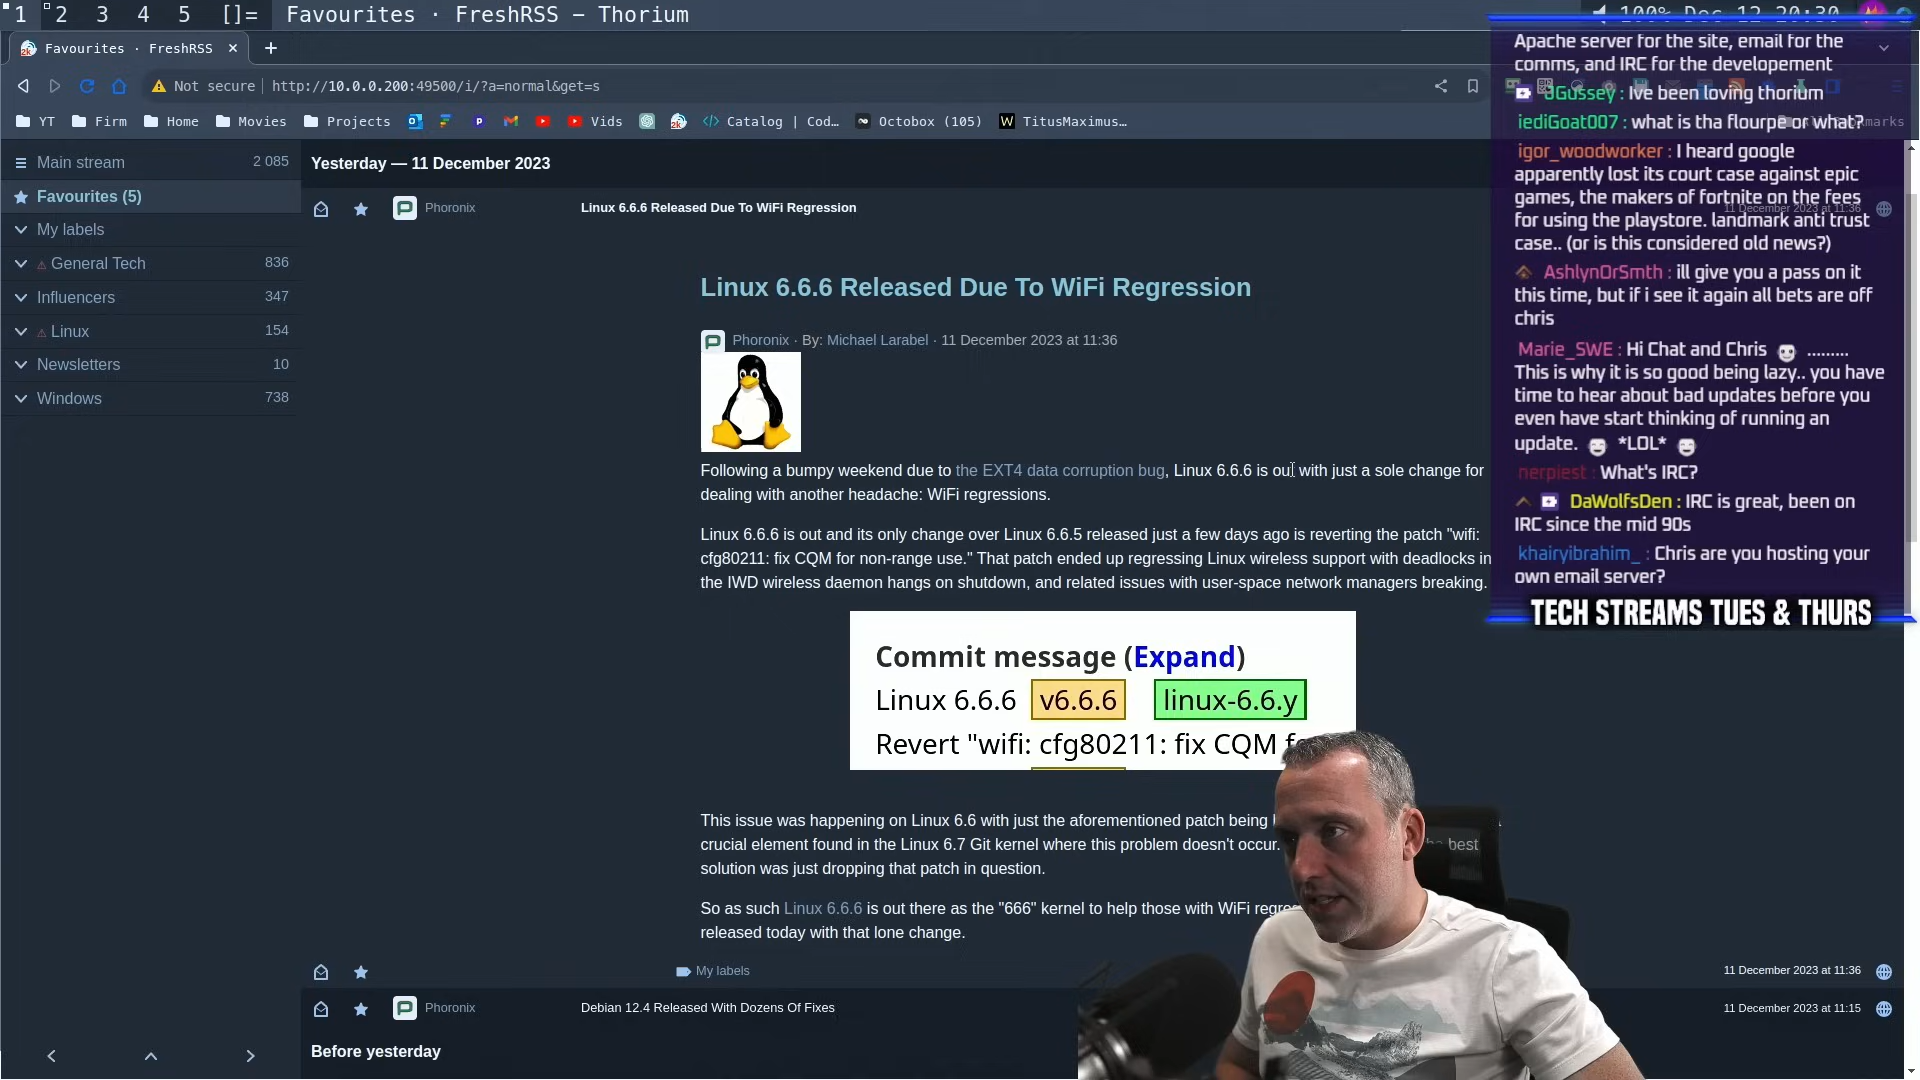 1 2 3 4 5 []= Favourites · FreshRSS – Thorium
100% Dec 12 20:30
Favourites · FreshRSS
Not secure http://10.0.0.200:49500/i/?a=normal&get=s
YT Firm Home Movies Projects Vids Catalog | Cod… Octobox (105) TitusMaximus…
Main stream 2 085
Favourites (5)
My labels
General Tech 836
Influencers 347
Linux 154
Newsletters 10
Windows 738
Yesterday — 11 December 2023
Phoronix Linux 6.6.6 Released Due To WiFi Regression 11 December 2023 at 11:36
Linux 6.6.6 Released Due To WiFi Regression
Phoronix · By: Michael Larabel · 11 December 2023 at 11:36
Following a bumpy weekend due to the EXT4 data corruption bug, Linux 6.6.6 is out with just a sole change for
dealing with another headache: WiFi regressions.
Linux 6.6.6 is out and its only change over Linux 6.6.5 released just a few days ago is reverting the patch "wifi:
cfg80211: fix CQM for non-range use." That patch ended up regressing Linux wireless support with deadlocks in
the IWD wireless daemon hangs on shutdown, and related issues with user-space network managers breaking.
Commit message (Expand)
Linux 6.6.6 v6.6.6 linux-6.6.y
Revert "wifi: cfg80211: fix CQM
This issue was happening on Linux 6.6 with just the aforementioned patch being
crucial element found in the Linux 6.7 Git kernel where this problem doesn't occur. best
solution was just dropping that patch in question.
So as such Linux 6.6.6 is out there as the "666" kernel to help those with WiFi
released today with that lone change.
My labels 11 December 2023 at 11:36
Phoronix Debian 12.4 Released With Dozens Of Fixes 11 December 2023 at 11:15
Before yesterday
Apache server for the site, email for the
comms, and IRC for the developement
JGussey : Ive been loving thorium
iediGoat007 : what is tha flourpe or what?
igor_woodworker : I heard google
apparently lost its court case against epic
games, the makers of fortnite on the fees
for using the playstore. landmark anti trust
case.. (or is this considered old news?)
AshlynOrSmth : ill give you a pass on it
this time, but if i see it again all bets are off
chris
Marie_SWE : Hi Chat and Chris .........
This is why it is so good being lazy.. you have
time to hear about bad updates before you
even have start thinking of running an
update. *LOL*
nerpiest : What's IRC?
DaWolfsDen : IRC is great, been on
IRC since the mid 90s
khairyibrahim_ : Chris are you hosting your
own email server?
TECH STREAMS TUES & THURS